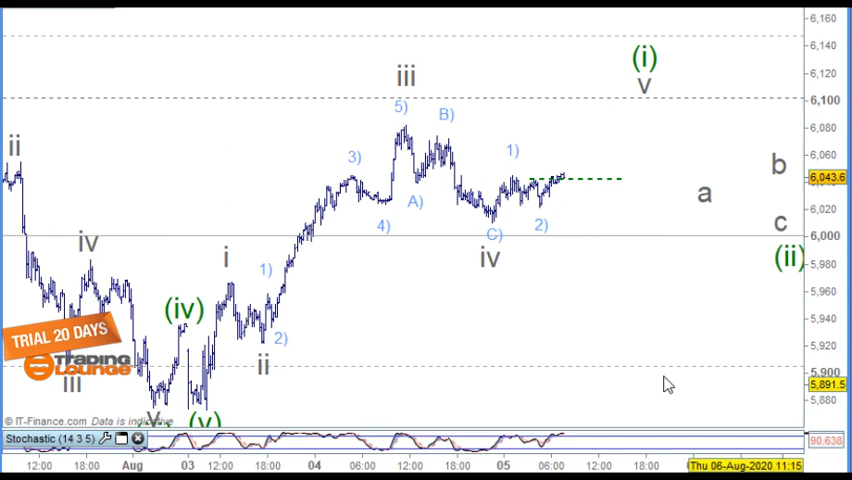 6,160
6,140
(i)
6,120
iii
v
6,100
5)
B)
6,080
ii
3)
1)
b
6,060
6,043.6
A)
a
6,020
4)
2)
c
C)
6,000
iv
i
iv
(ii)
1)
5,980
5,960
(iv)
5,940
TRIAL 20 DAYS
2)
5,920
TRADING
LOUNGE
ii
5,900
iii
5,891.5
5,880
v
(v)
© IT-Finance.com Data is indicative
Stochastic (14 3 5)
90.638
12:00 18:00 Aug 03 12:00 18:00 04 06:00 12:00 18:00 05 06:00 12:00 18:00 Thu 06-Aug-2020 11:15